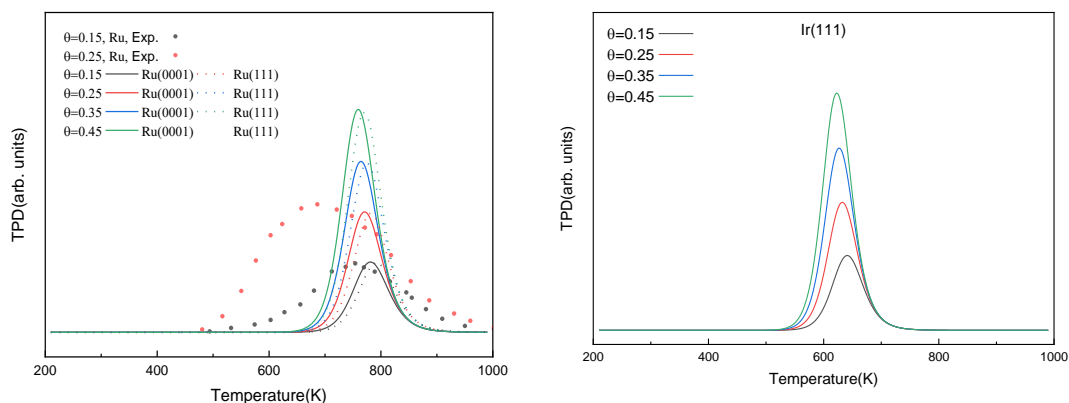 θ=0.15, Ru, Exp.
θ=0.25, Ru, Exp.
θ=0.15 Ru(0001) Ru(111)
θ=0.25 Ru(0001) Ru(111)
θ=0.35 Ru(0001) Ru(111)
θ=0.45 Ru(0001) Ru(111)
TPD(arb. units)
200 400 600 800 1000
Temperature(K)
Ir(111)
θ=0.15
θ=0.25
θ=0.35
θ=0.45
TPD(arb. units)
200 400 600 800 1000
Temperature(K)